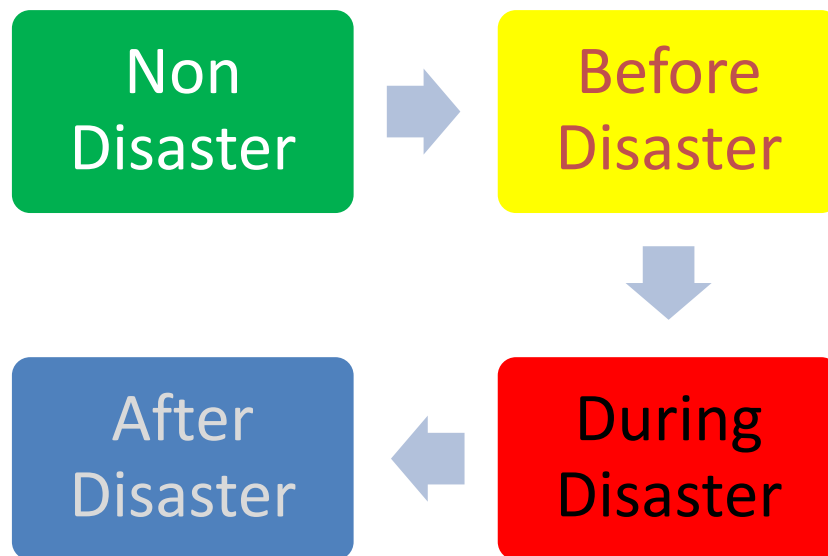 Non
Disaster
Before
Disaster
During
Disaster
After
Disaster